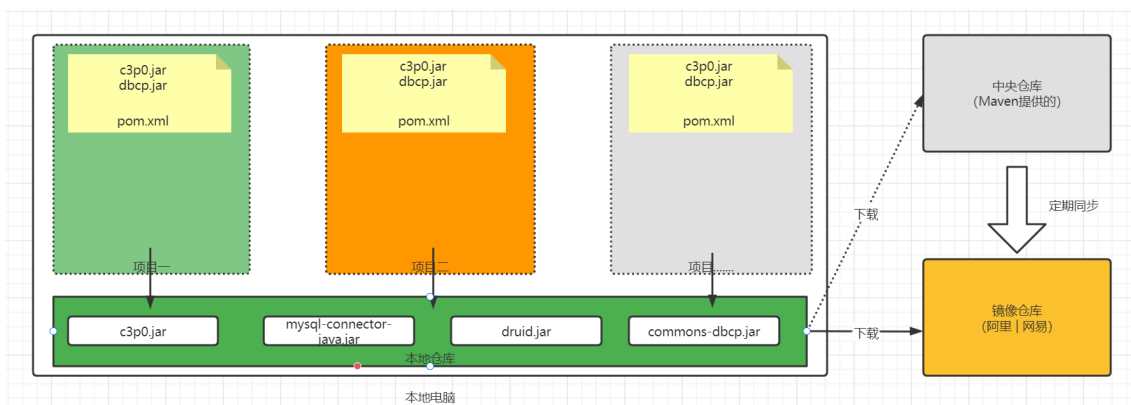 c3p0.jar
dbcp.jar
pom.xml
项目一
c3p0.jar
dbcp.jar
pom.xml
项目二
c3p0.jar
dbcp.jar
pom.xml
项目......
c3p0.jar
mysql-connector-
java.jar
druid.jar
commons-dbcp.jar
本地仓库
本地电脑
下载
下载
中央仓库
(Maven提供的)
定期同步
镜像仓库
(阿里 | 网易)